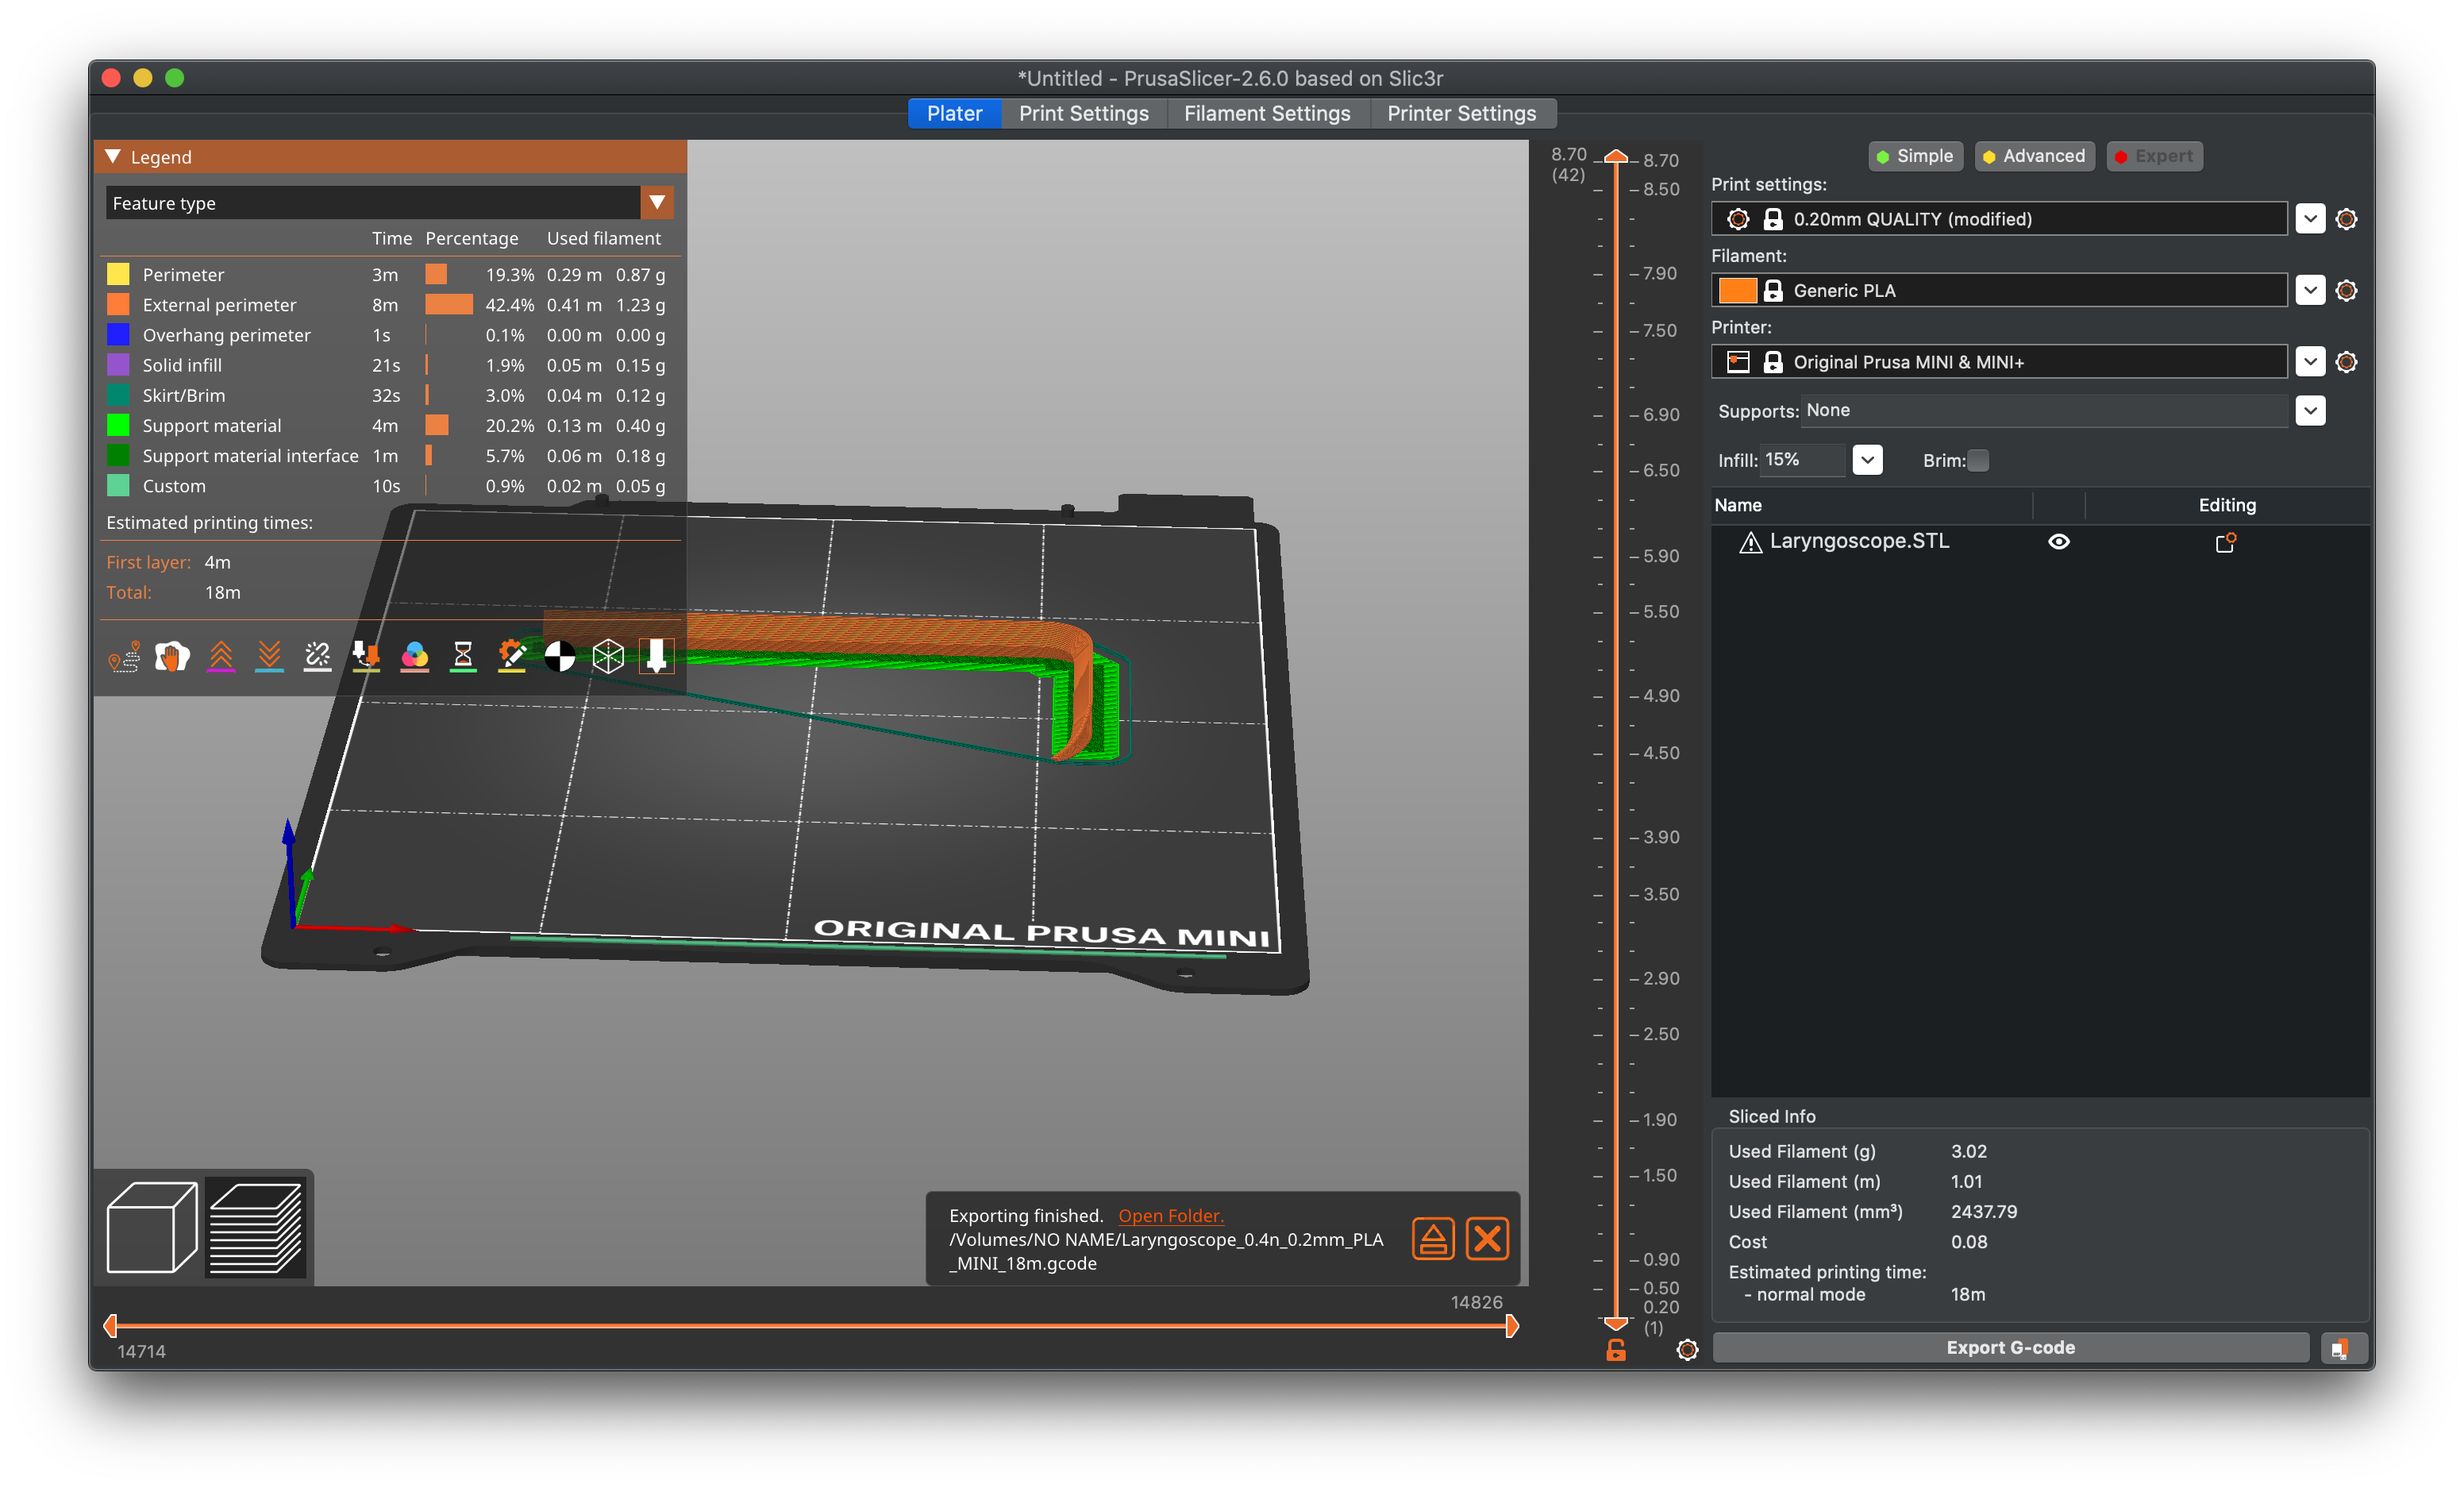 *Untitled - PrusaSlicer-2.6.0 based on Slic3r
Plater Print Settings Filament Settings Printer Settings
Legend
Feature type
Time Percentage Used filament
Perimeter 3m 19.3% 0.29 m 0.87 g
External perimeter 8m 42.4% 0.41 m 1.23 g
Overhang perimeter 1s 0.1% 0.00 m 0.00 g
Solid infill 21s 1.9% 0.05 m 0.15 g
Skirt/Brim 32s 3.0% 0.04 m 0.12 g
Support material 4m 20.2% 0.13 m 0.40 g
Support material interface 1m 5.7% 0.06 m 0.18 g
Custom 10s 0.9% 0.02 m 0.05 g
Estimated printing times:
First layer: 4m
Total: 18m
ORIGINAL PRUSA MINI
Exporting finished. Open Folder.
/Volumes/NO NAME/Laryngoscope_0.4n_0.2mm_PLA
_MINI_18m.gcode
14826
14714
8.70
(42)
8.70
8.50
7.90
7.50
6.90
6.50
5.90
5.50
4.90
4.50
3.90
3.50
2.90
2.50
1.90
1.50
0.90
0.50
0.20
(1)
Simple Advanced Expert
Print settings:
0.20mm QUALITY (modified)
Filament:
Generic PLA
Printer:
Original Prusa MINI & MINI+
Supports: None
Infill: 15% Brim:
Name Editing
Laryngoscope.STL
Sliced Info
Used Filament (g) 3.02
Used Filament (m) 1.01
Used Filament (mm³) 2437.79
Cost 0.08
Estimated printing time:
- normal mode 18m
Export G-code